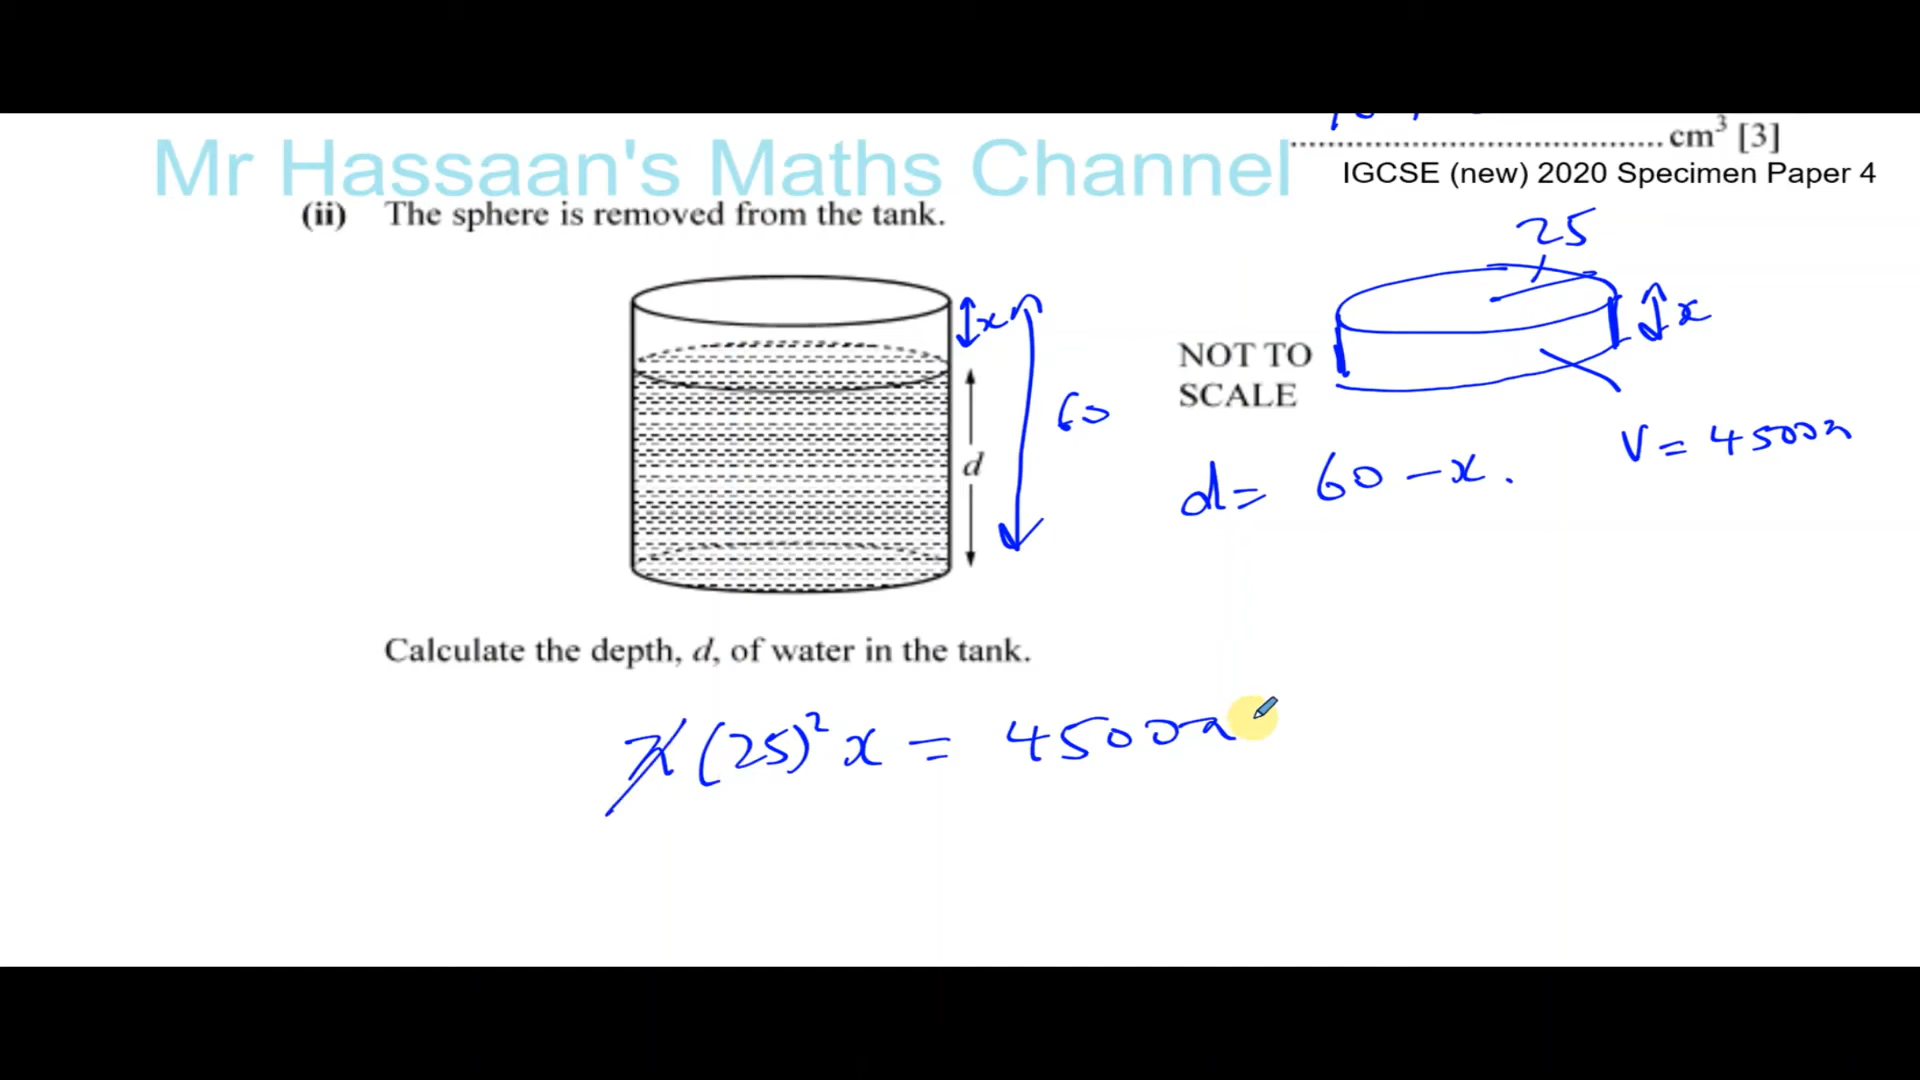 cm³ [3]
Mr Hassaan's Maths Channel
IGCSE (new) 2020 Specimen Paper 4
(ii) The sphere is removed from the tank.
25
x
x
60
NOT TO
SCALE
d
V = 4500π
d = 60 - x.
Calculate the depth, d, of water in the tank.
π(25)²x = 4500π